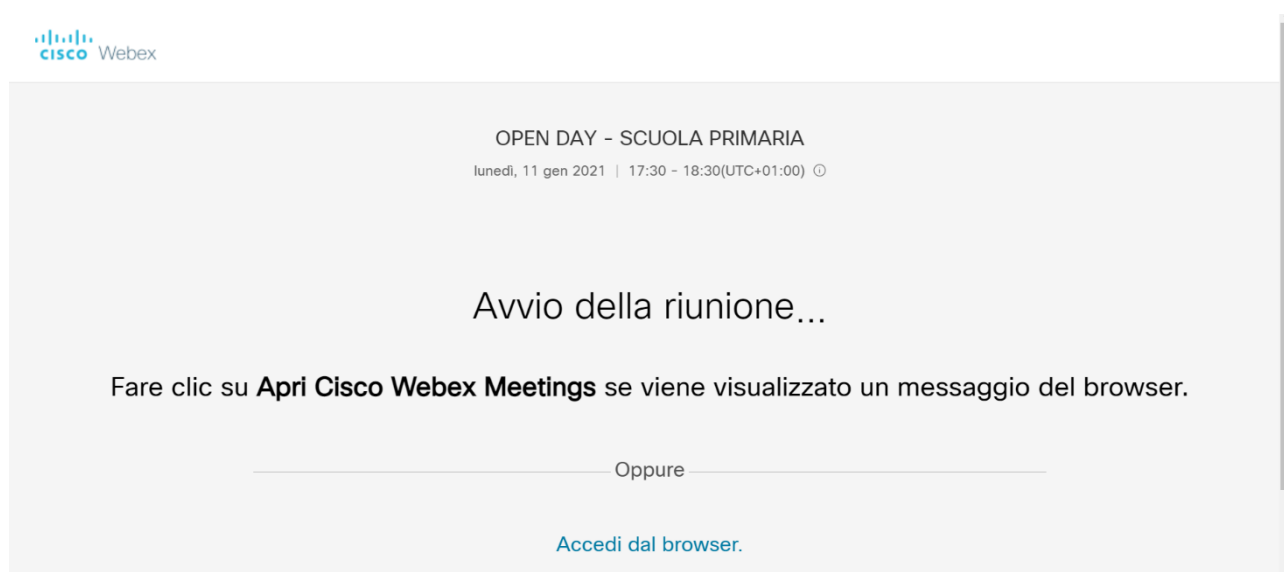 cisco Webex
OPEN DAY - SCUOLA PRIMARIA
lunedì, 11 gen 2021 | 17:30 - 18:30(UTC+01:00)
Avvio della riunione...
Fare clic su Apri Cisco Webex Meetings se viene visualizzato un messaggio del browser.
Oppure
Accedi dal browser.